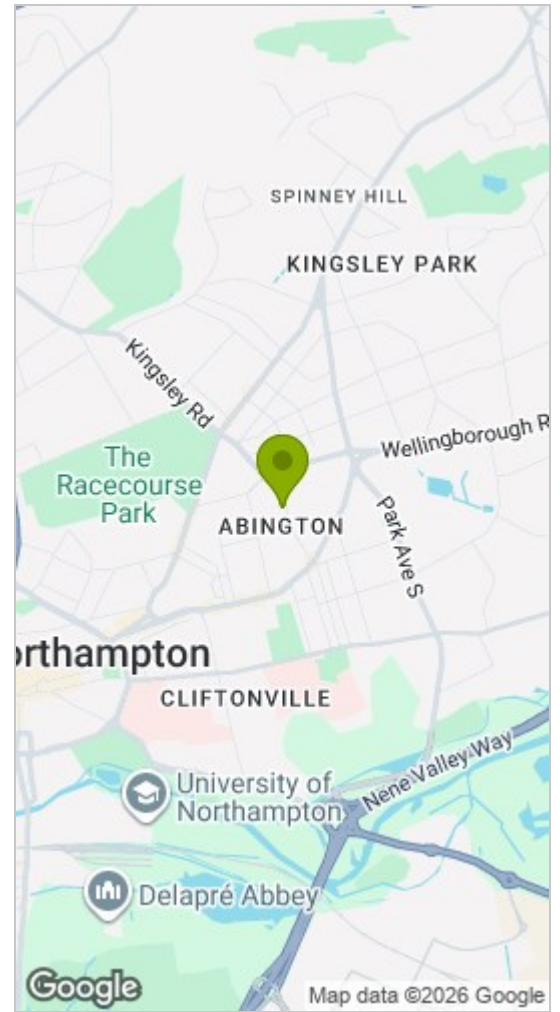 SPINNEY HILL
KINGSLEY PARK
Kingsley Rd
Wellingborough R
The
Racecourse
Park
ABINGTON
Park Ave S
orthampton
CLIFTONVILLE
Nene Valley Way
University of
Northampton
Delapré Abbey
Google
Map data ©2026 Google